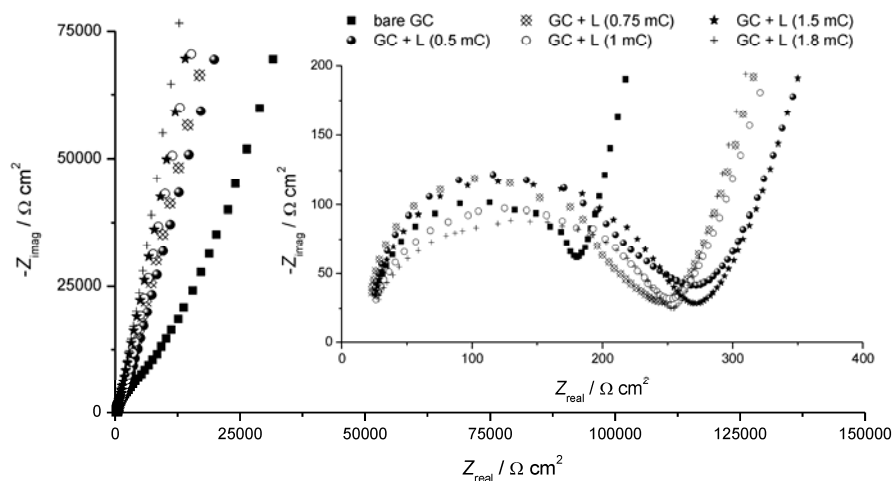 bare GC
GC + L (0.75 mC)
GC + L (1.5 mC)
GC + L (0.5 mC)
GC + L (1 mC)
GC + L (1.8 mC)
75000
50000
25000
0
-Zimag / Ω cm2
0
25000
50000
75000
100000
125000
150000
Zreal / Ω cm2
200
150
100
50
0
-Zimag / Ω cm2
0
100
200
300
400
Zreal / Ω cm2